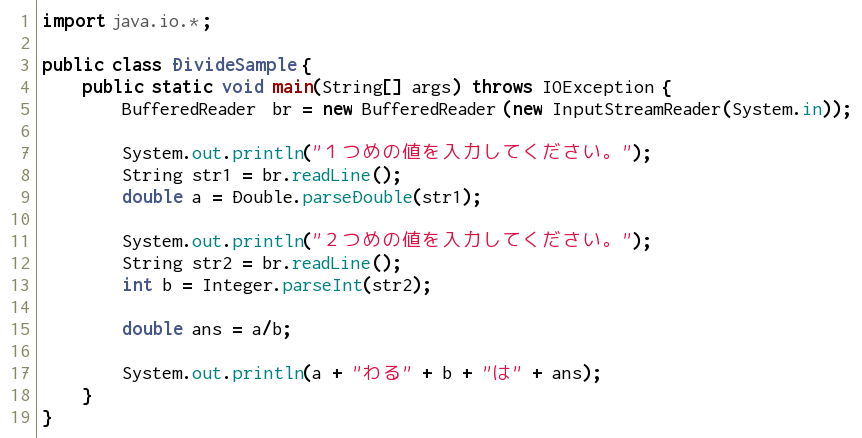 1 import java.io.*;
2
3 public class DivideSample {
4     public static void main(String[] args) throws IOException {
5         BufferedReader br = new BufferedReader (new InputStreamReader(System.in));
6
7         System.out.println("１つめの値を入力してください。");
8         String str1 = br.readLine();
9         double a = Double.parseDouble(str1);
10
11         System.out.println("２つめの値を入力してください。");
12         String str2 = br.readLine();
13         int b = Integer.parseInt(str2);
14
15         double ans = a/b;
16
17         System.out.println(a + "わる" + b + "は" + ans);
18     }
19 }